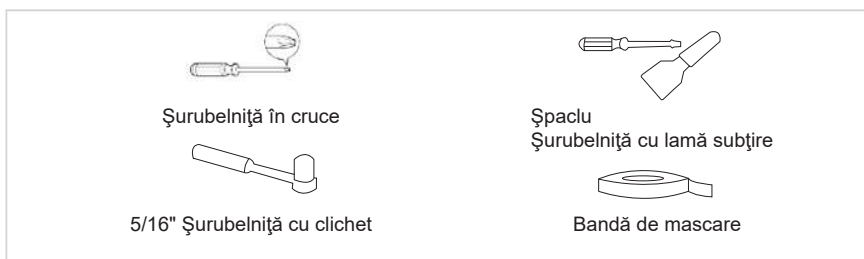 Şurubelniţă în cruce
Şpaclu
Şurubelniţă cu lamă subţire
5/16" Şurubelniţă cu clichet
Bandă de mascare